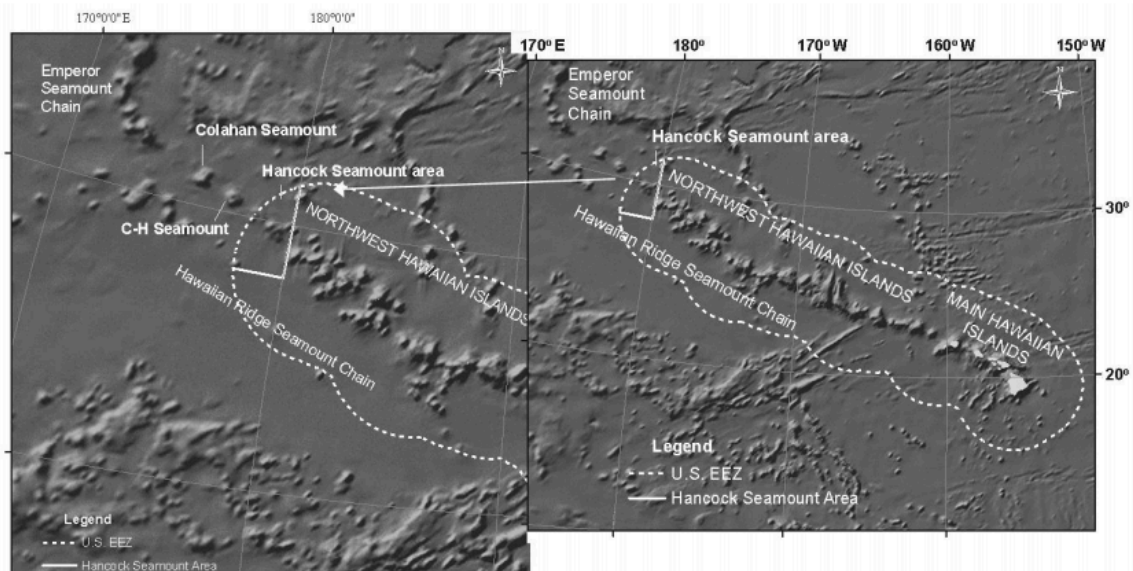 170°0'0"E
180°0'0"
N
Emperor
Seamount
Chain
Colahan Seamount
Hancock Seamount area
C-H Seamount
NORTHWEST HAWAIIAN ISLANDS
Hawaiian Ridge Seamount Chain
Legend
U.S. EEZ
Hancock Seamount Area
170°E
180°
170°W
160°W
150°W
N
Emperor
Seamount
Chain
Hancock Seamount area
NORTHWEST HAWAIIAN ISLANDS
30°
Hawaiian Ridge Seamount Chain
MAIN HAWAIIAN
ISLANDS
20°
Legend
U.S. EEZ
Hancock Seamount Area